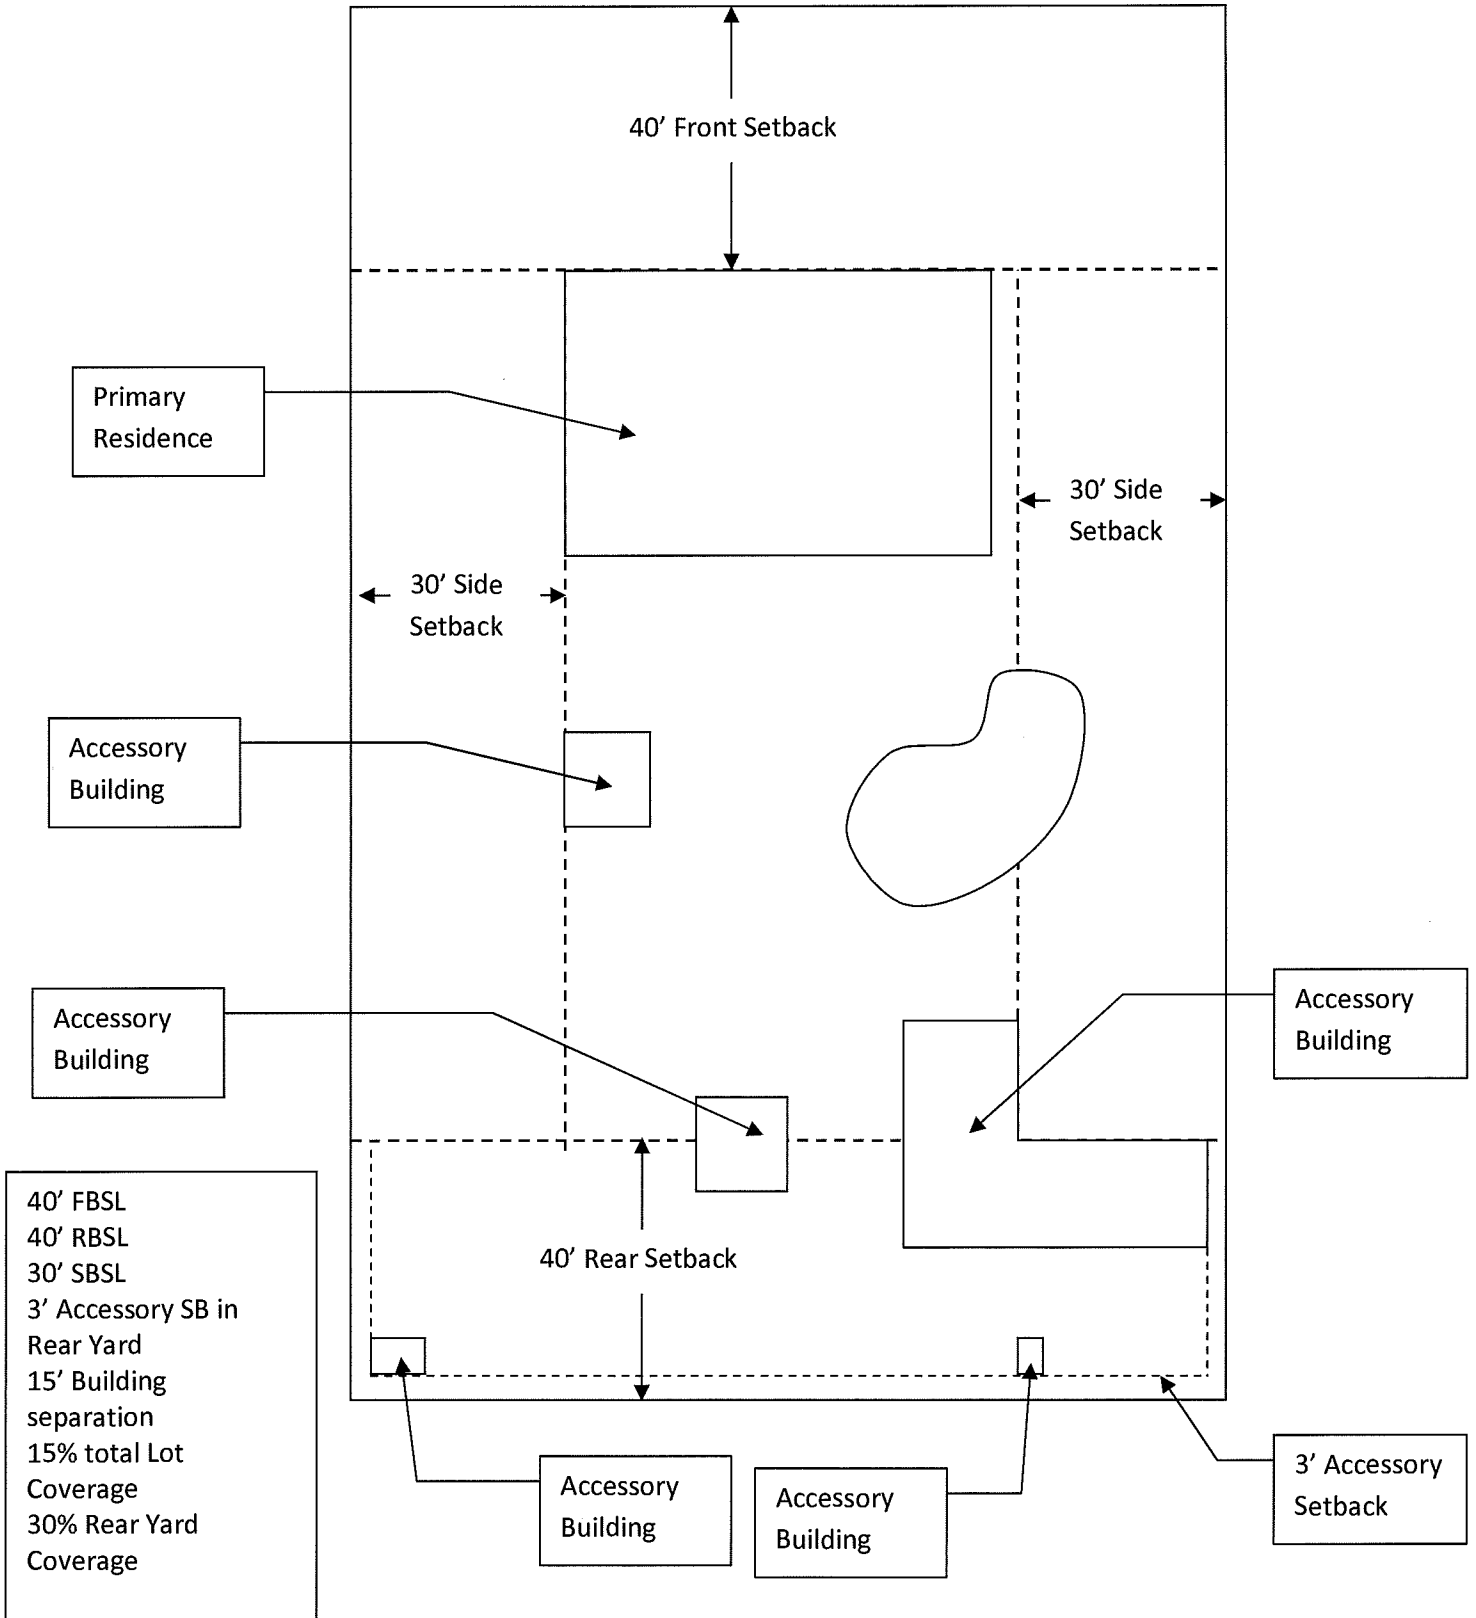 40’ Front Setback
Primary
Residence
30’ Side
Setback
30’ Side
Setback
Accessory
Building
Accessory
Building
Accessory
Building
40’ Rear Setback
40’ FBSL
40’ RBSL
30’ SBSL
3’ Accessory SB in
Rear Yard
15’ Building
separation
15% total Lot
Coverage
30% Rear Yard
Coverage
Accessory
Building
Accessory
Building
3’ Accessory
Setback